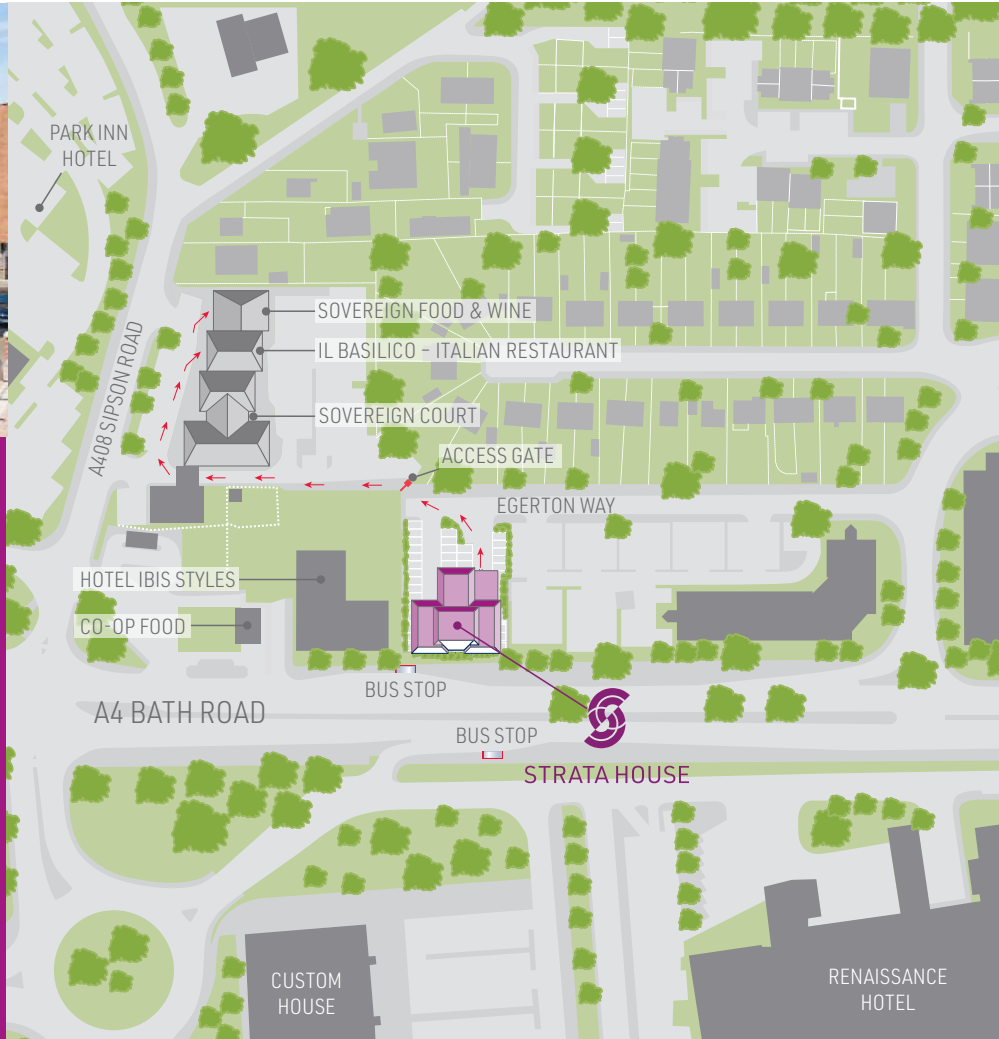 PARK INN
HOTEL
A408 SIPSON ROAD
SOVEREIGN FOOD & WINE
IL BASILICO – ITALIAN RESTAURANT
SOVEREIGN COURT
ACCESS GATE
EGERTON WAY
HOTEL IBIS STYLES
CO-OP FOOD
BUS STOP
A4 BATH ROAD
BUS STOP
STRATA HOUSE
CUSTOM
HOUSE
RENAISSANCE
HOTEL